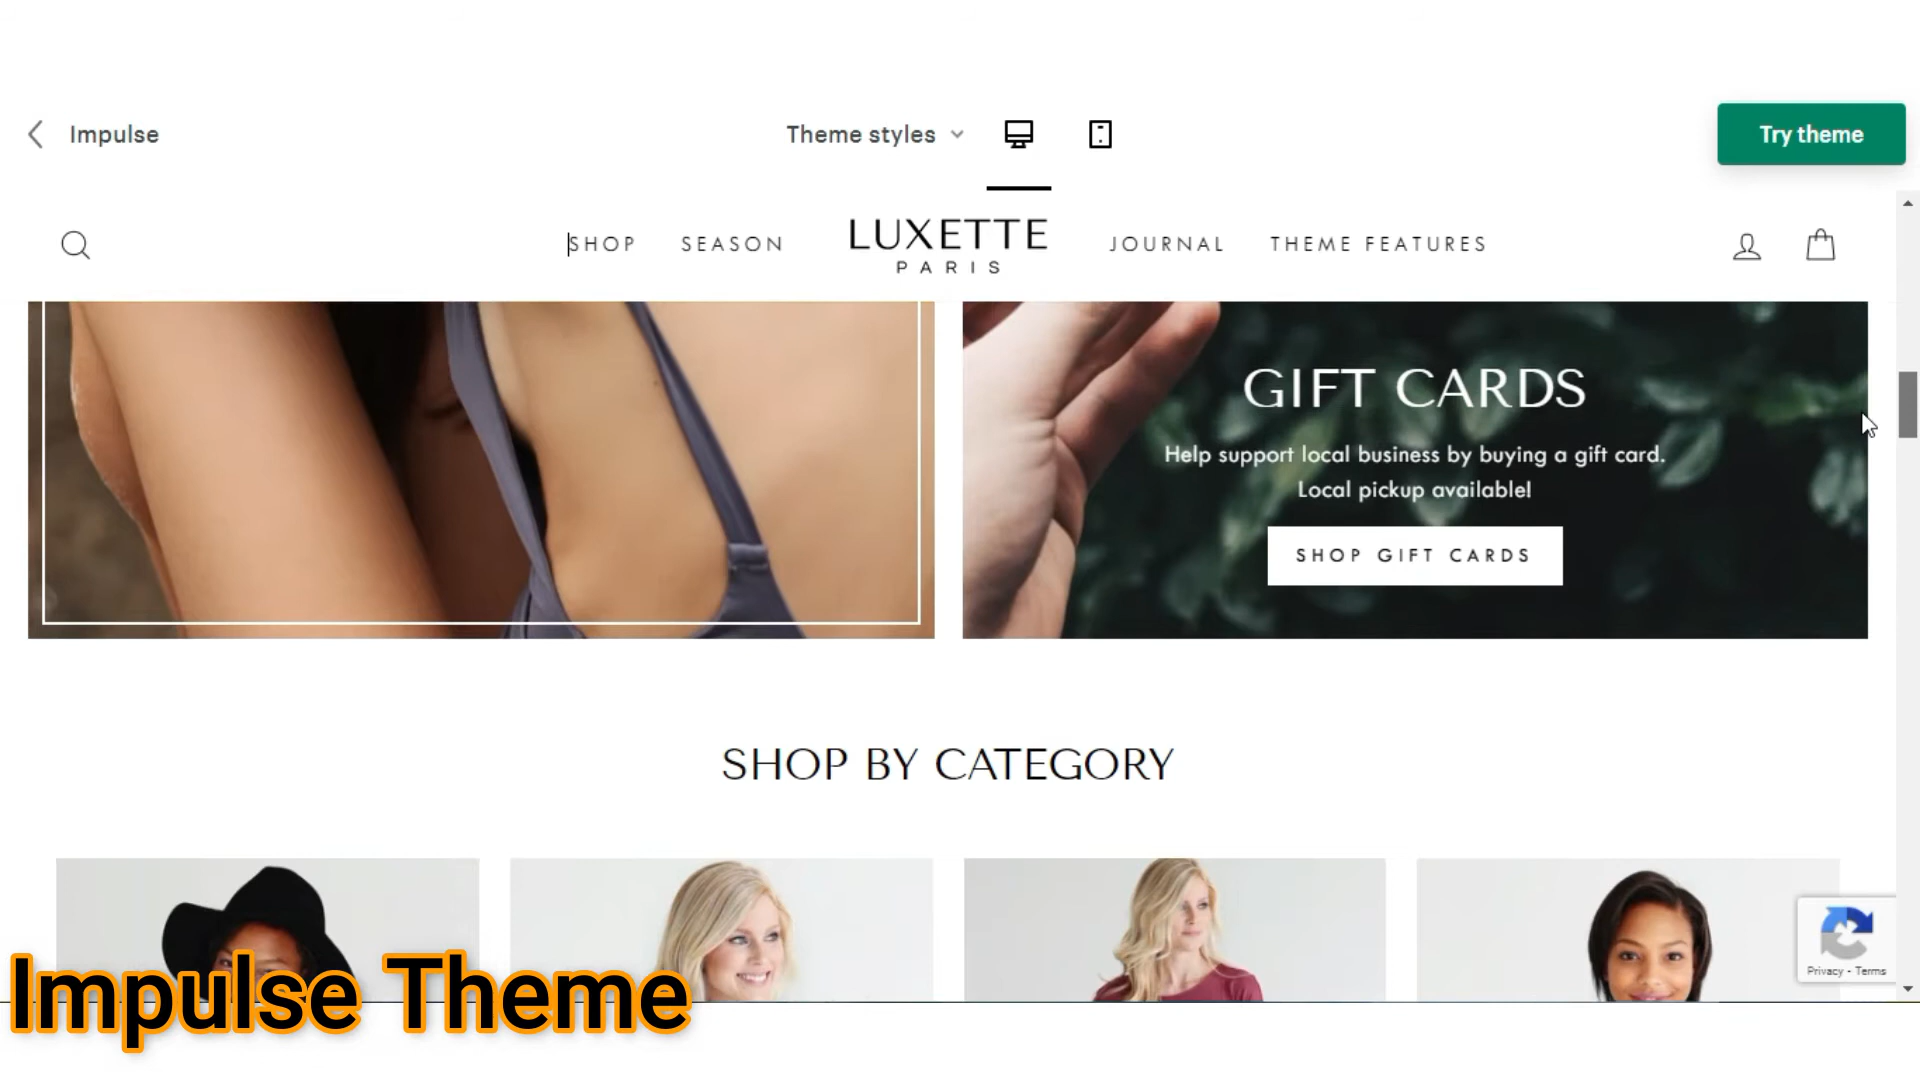 Impulse
Theme styles
Try theme
SHOP
SEASON
LUXETTE
PARIS
JOURNAL
THEME FEATURES
GIFT CARDS
Help support local business by buying a gift card.
Local pickup available!
SHOP GIFT CARDS
SHOP BY CATEGORY
Privacy - Terms
Impulse Theme